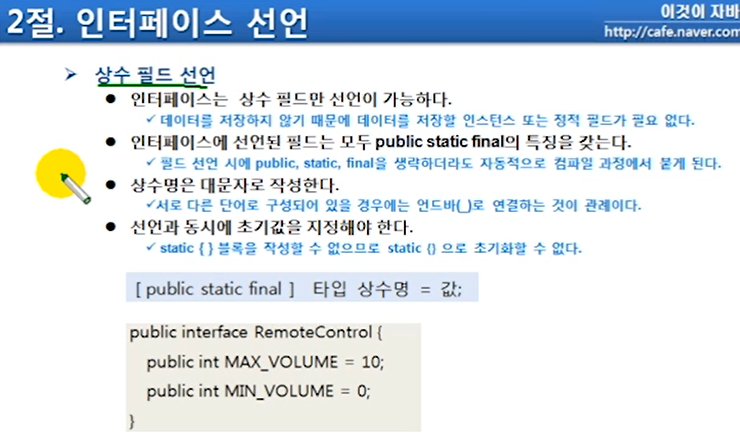 2절. 인터페이스 선언
이것이 자바
http://cafe.naver.com
상수 필드 선언
인터페이스는 상수 필드만 선언이 가능하다.
데이터를 저장하지 않기 때문에 데이터를 저장할 인스턴스 또는 정적 필드가 필요 없다.
인터페이스에 선언된 필드는 모두 public static final의 특징을 갖는다.
필드 선언 시에 public, static, final을 생략하더라도 자동적으로 컴파일 과정에서 붙게 된다.
상수명은 대문자로 작성한다.
서로 다른 단어로 구성되어 있을 경우에는 언드바(_)로 연결하는 것이 관례이다.
선언과 동시에 초기값을 지정해야 한다.
static { } 블록을 작성할 수 없으므로 static {} 으로 초기화할 수 없다.
[ public static final ] 타입 상수명 = 값;
public interface RemoteControl {
public int MAX_VOLUME = 10;
public int MIN_VOLUME = 0;
}